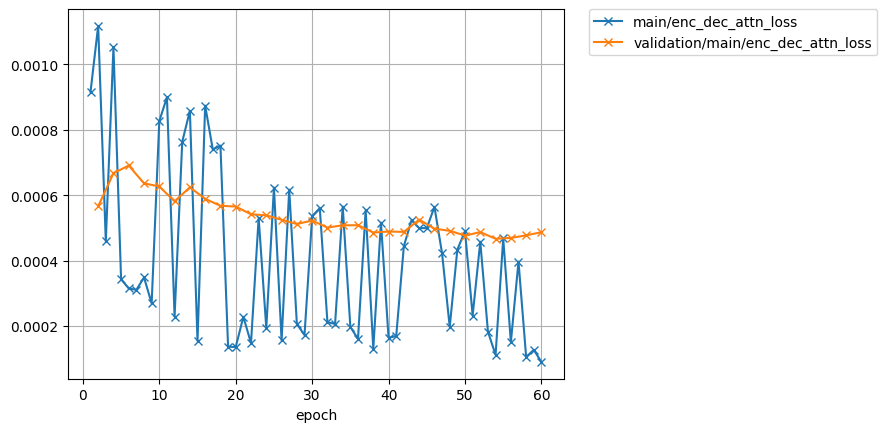 main/enc_dec_attn_loss
validation/main/enc_dec_attn_loss
0.0010
0.0008
0.0006
0.0004
0.0002
0 10 20 30 40 50 60
epoch